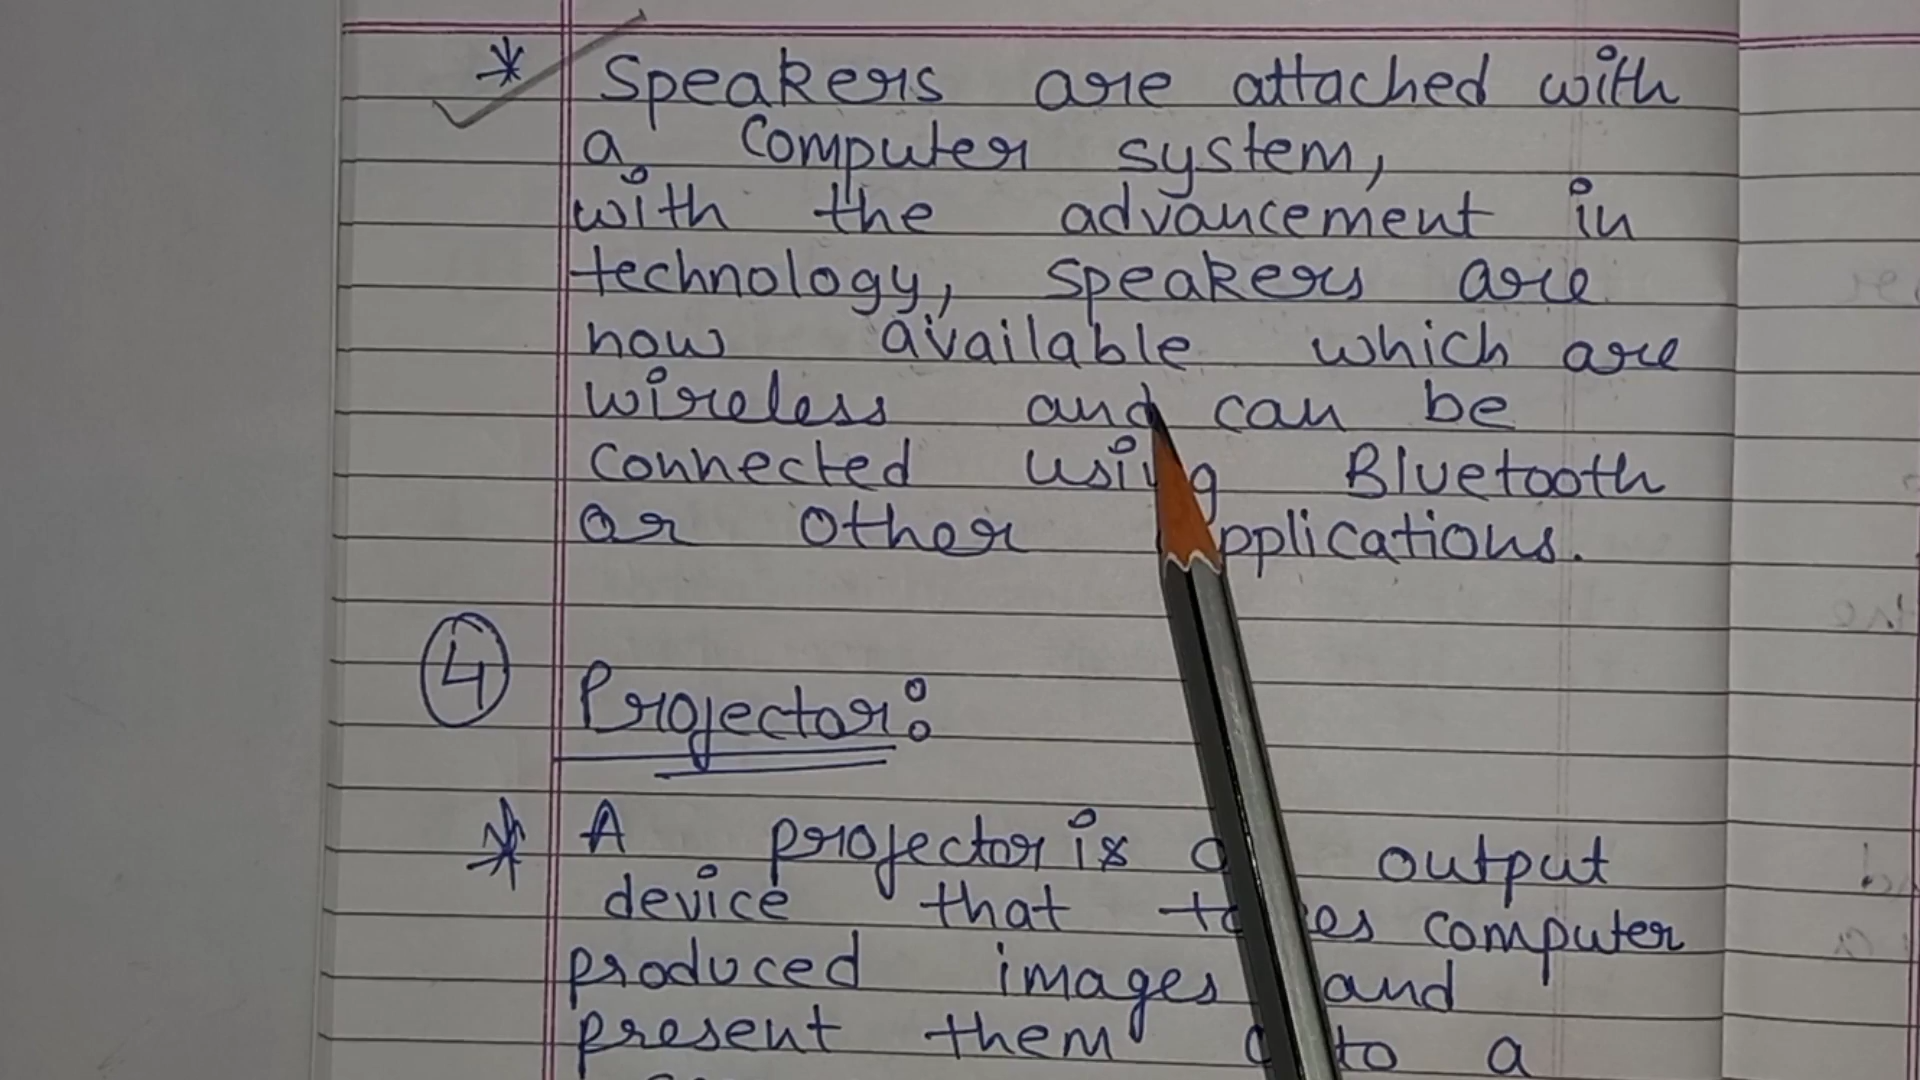 * Speakers are attached with
a computer system,
with the advancement in
technology, speakers are
now available which are
wireless and can be
connected using Bluetooth
or other applications.
4 Projector:
* A projector is output
device that takes computer
produced images and
present them to a